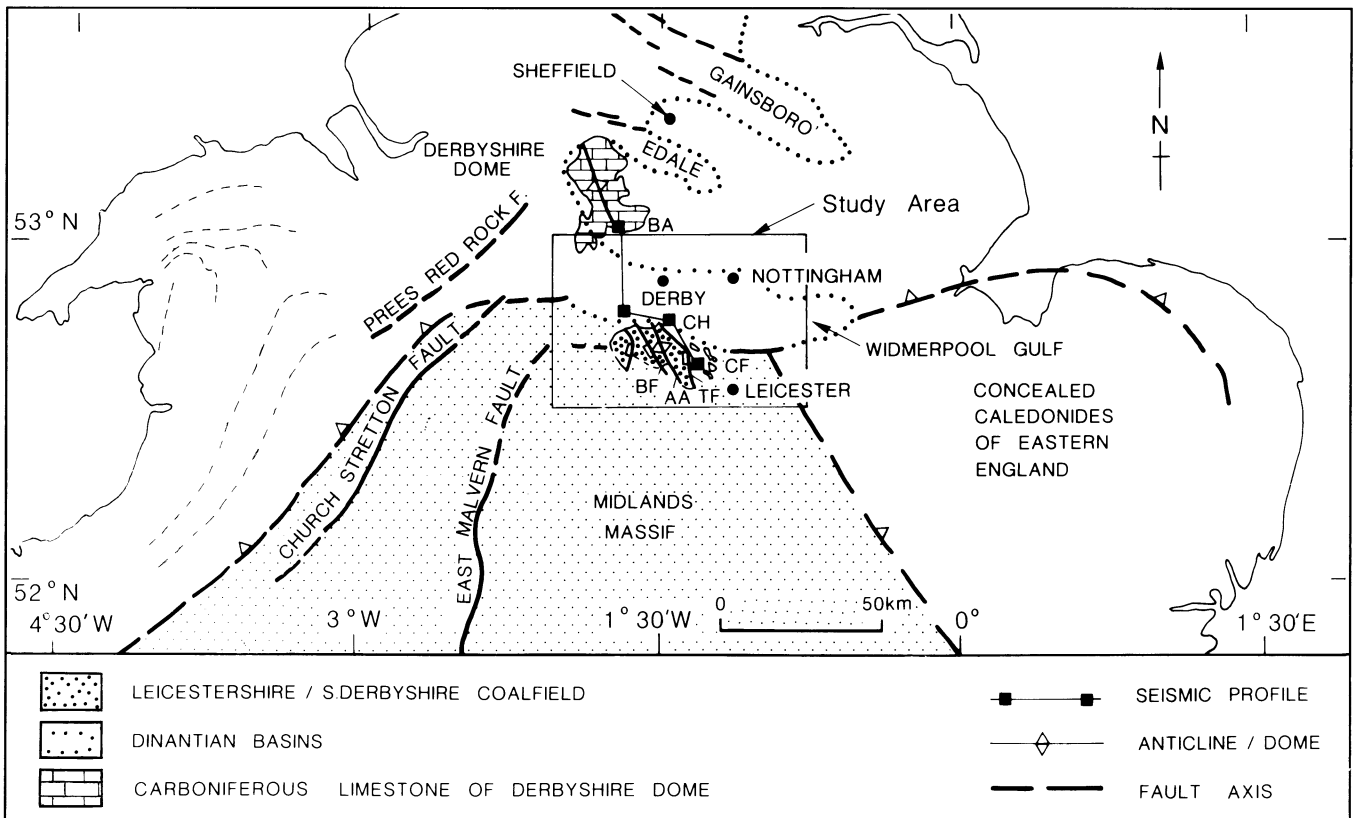 SHEFFIELD
GAINSBORO'
N
DERBYSHIRE
DOME
EDALE
53° N
PREES RED ROCK F.
BA
Study Area
NOTTINGHAM
DERBY
CH
WIDMERPOOL GULF
CHURCH STRETTON FAULT
EAST MALVERN FAULT
BF
AA
TF
CF
LEICESTER
CONCEALED
CALEDONIDES
OF EASTERN
ENGLAND
MIDLANDS
MASSIF
52° N
4° 30' W
3° W
1° 30' W
0
50km
0°
1° 30' E
LEICESTERSHIRE / S.DERBYSHIRE COALFIELD
DINANTIAN BASINS
CARBONIFEROUS LIMESTONE OF DERBYSHIRE DOME
SEISMIC PROFILE
ANTICLINE / DOME
FAULT AXIS